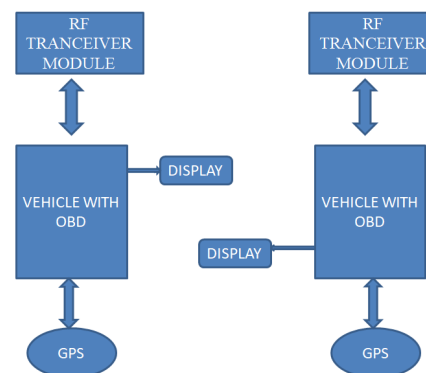 RF
TRANCEIVER
MODULE
RF
TRANCEIVER
MODULE
VEHICLE WITH
OBD
DISPLAY
DISPLAY
VEHICLE WITH
OBD
GPS
GPS